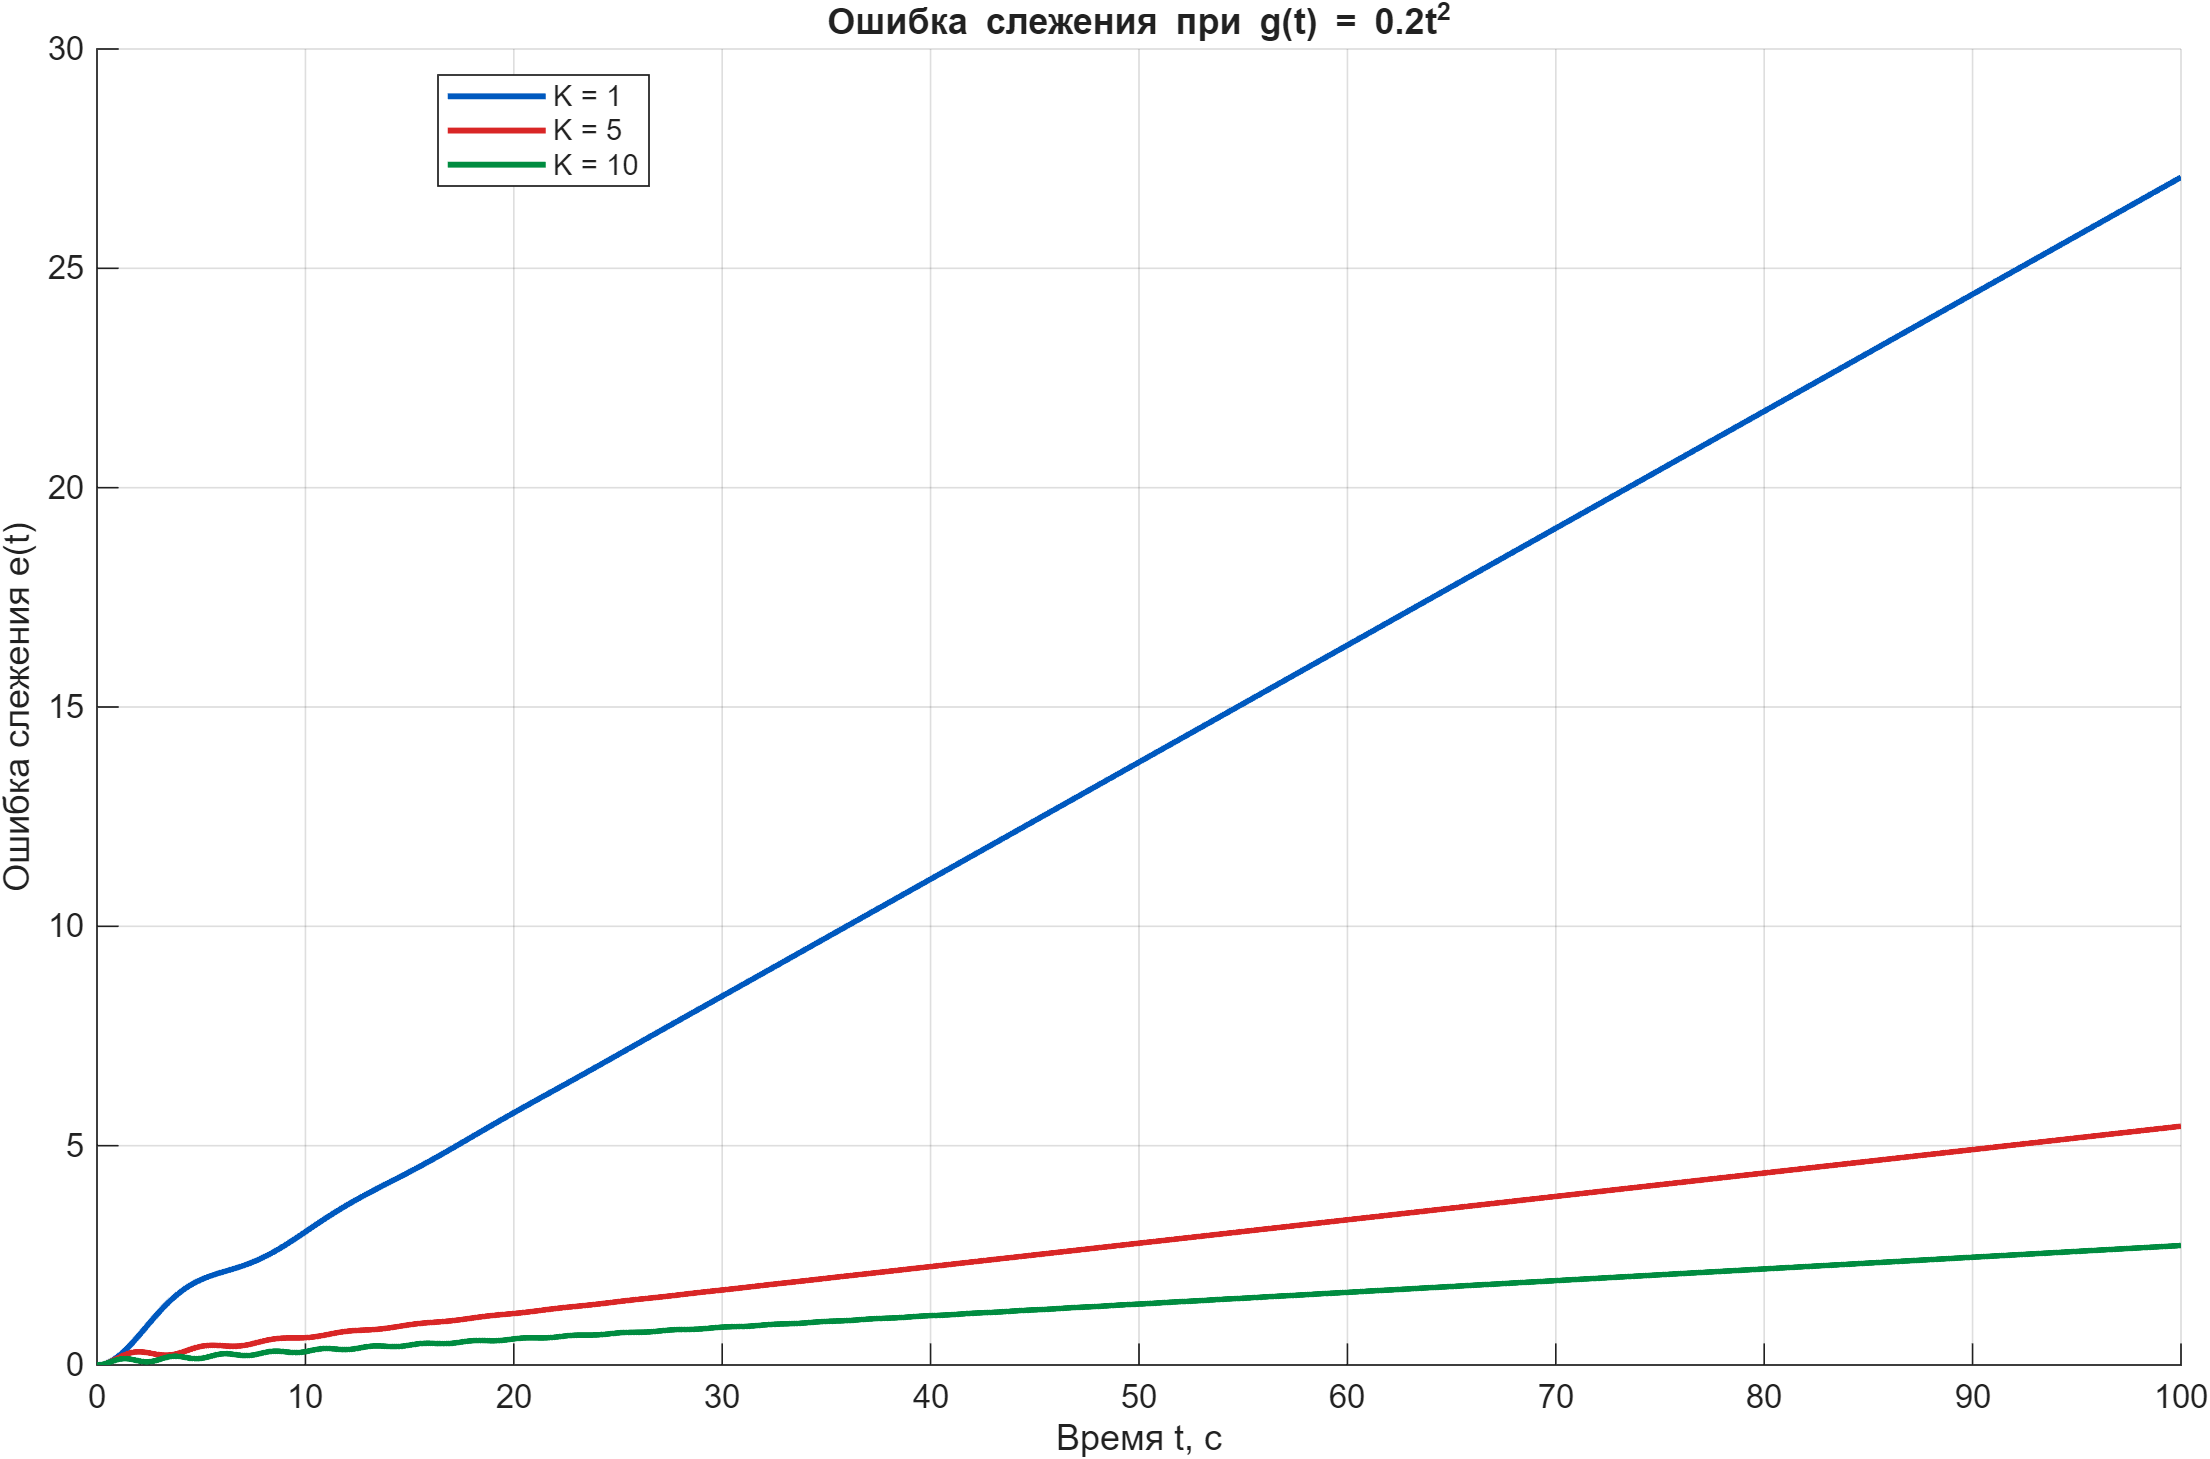 Ошибка слежения при g(t) = 0.2t²
K = 1
K = 5
K = 10
Ошибка слежения e(t)
30
25
20
15
10
5
0
0 10 20 30 40 50 60 70 80 90 100
Время t, с